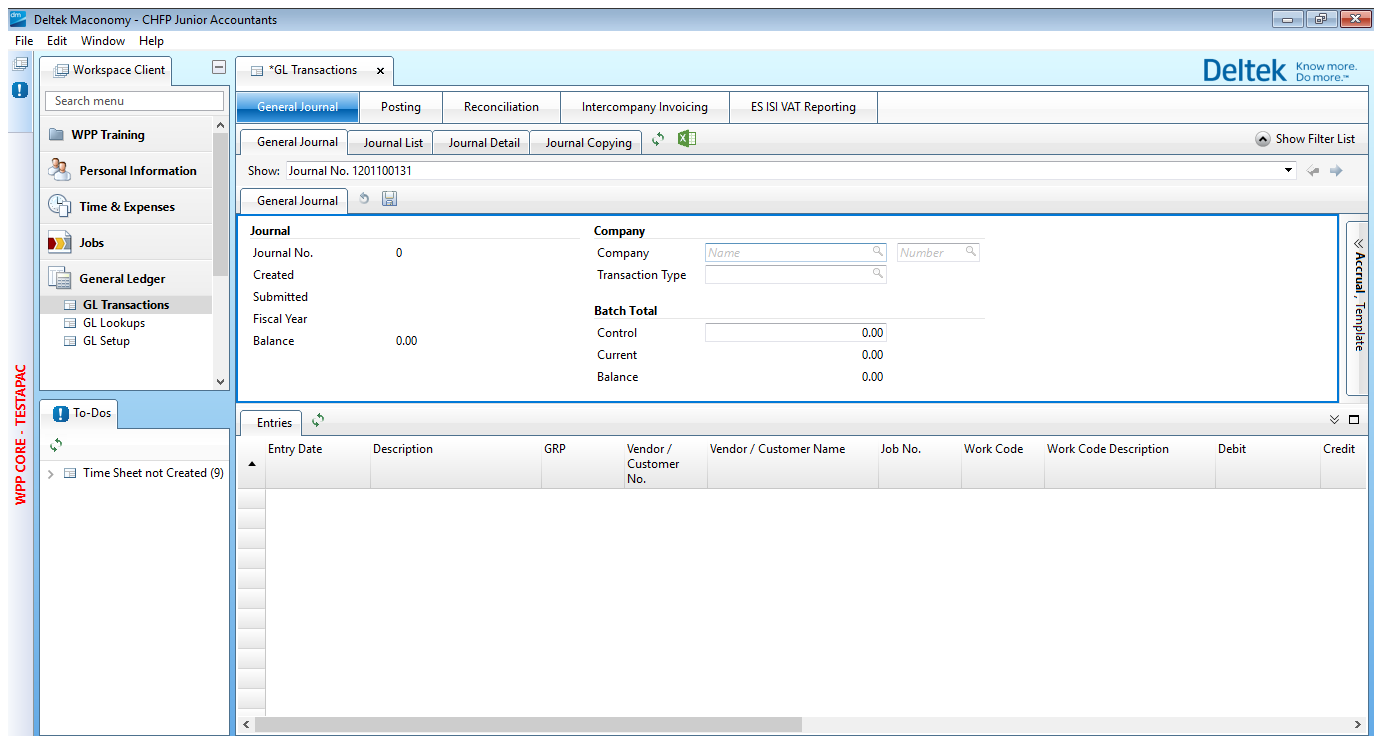 Deltek Maconomy - CHFP Junior Accountants
File Edit Window Help
Workspace Client
Search menu
WPP Training
Personal Information
Time & Expenses
Jobs
General Ledger
GL Transactions
GL Lookups
GL Setup
To-Dos
Time Sheet not Created (9)
WPP CORE - TESTAPAC
*GL Transactions x
Deltek Know more.
Do more.™
General Journal Posting Reconciliation Intercompany Invoicing ES ISI VAT Reporting
General Journal Journal List Journal Detail Journal Copying Show Filter List
Show: Journal No. 1201100131
General Journal
Journal
Journal No. 0
Created
Submitted
Fiscal Year
Balance 0.00
Company
Company Name Number
Transaction Type
Batch Total
Control 0.00
Current 0.00
Balance 0.00
Accrual , Template
Entries
Entry Date Description GRP Vendor / Vendor / Customer Name Job No. Work Code Work Code Description Debit Credit
Customer
No.